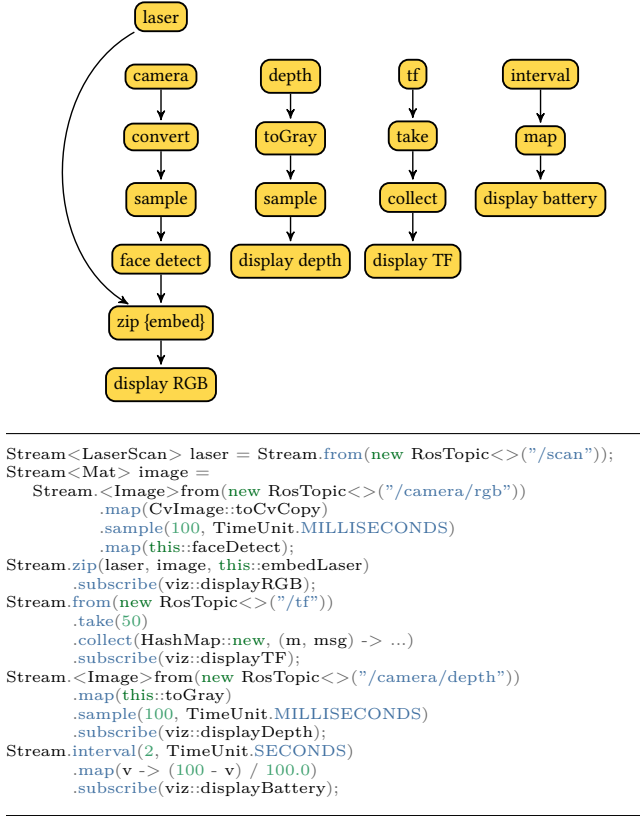 laser
camera depth tf interval
convert toGray take map
sample sample collect display battery
face detect display depth display TF
zip {embed}
display RGB
Stream<LaserScan> laser = Stream.from(new RosTopic<>("/scan"));
Stream<Mat> image =
Stream.<Image>from(new RosTopic<>("/camera/rgb"))
.map(CvImage::toCvCopy)
.sample(100, TimeUnit.MILLISECONDS)
.map(this::faceDetect);
Stream.zip(laser, image, this::embedLaser)
.subscribe(viz::displayRGB);
Stream.from(new RosTopic<>("/tf"))
.take(50)
.collect(HashMap::new, (m, msg) -> ...)
.subscribe(viz::displayTF);
Stream.<Image>from(new RosTopic<>("/camera/depth"))
.map(this::toGray)
.sample(100, TimeUnit.MILLISECONDS)
.subscribe(viz::displayDepth);
Stream.interval(2, TimeUnit.SECONDS)
.map(v -> (100 - v) / 100.0)
.subscribe(viz::displayBattery);